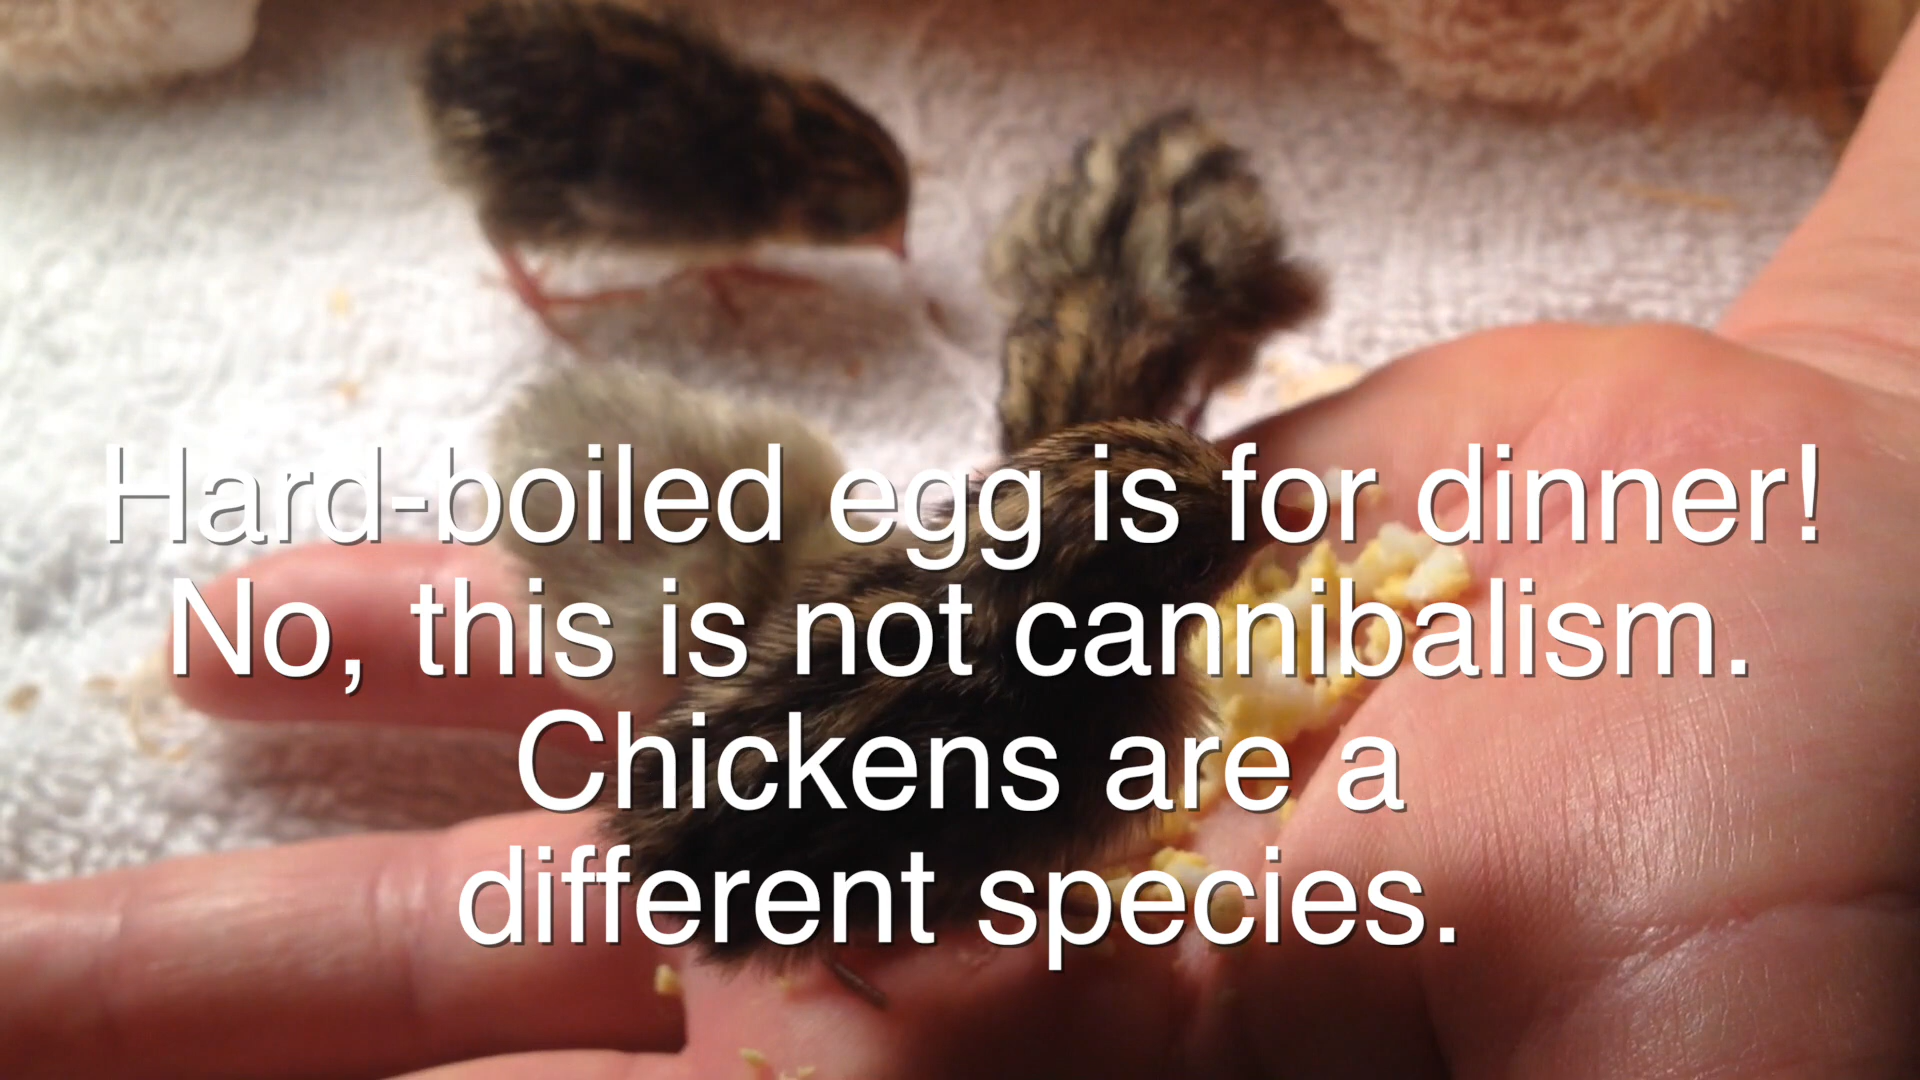 Hard-boiled egg is for dinner!
No, this is not cannibalism.
Chickens are a
different species.